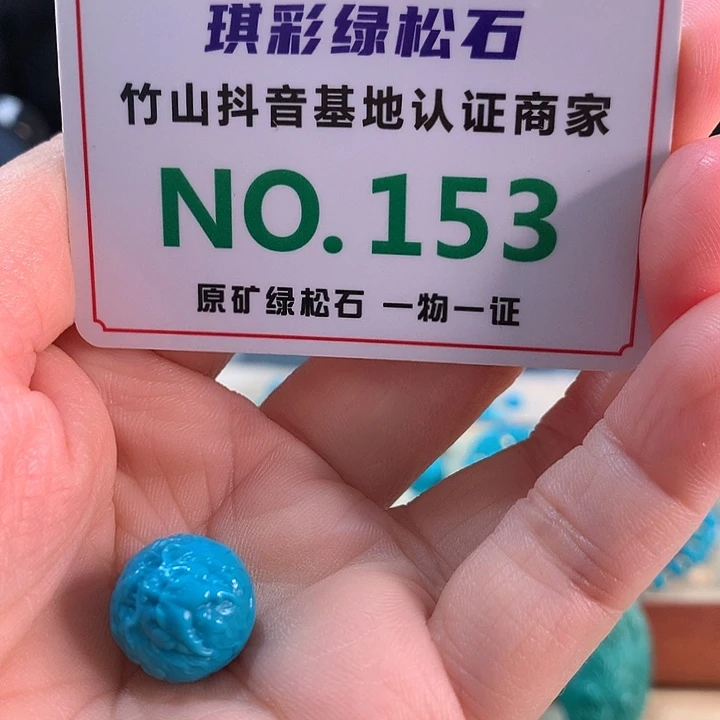 琪彩绿松石
竹山抖音基地认证商家
NO.153
原矿绿松石 一物一证